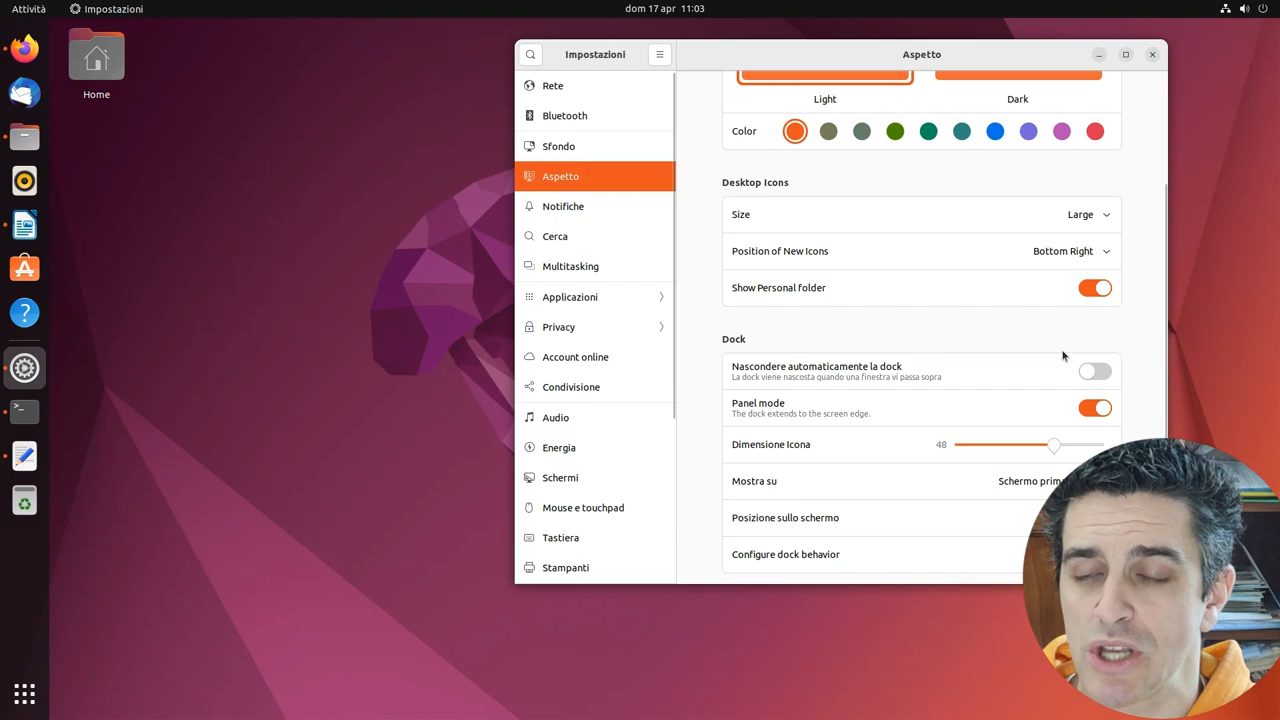 Attività
Impostazioni
dom 17 apr 11:03
Home
Impostazioni
Aspetto
Rete
Bluetooth
Sfondo
Aspetto
Notifiche
Cerca
Multitasking
Applicazioni
Privacy
Account online
Condivisione
Audio
Energia
Schermi
Mouse e touchpad
Tastiera
Stampanti
Light
Dark
Color
Desktop Icons
Size
Large
Position of New Icons
Bottom Right
Show Personal folder
Dock
Nascondere automaticamente la dock
La dock viene nascosta quando una finestra vi passa sopra
Panel mode
The dock extends to the screen edge.
Dimensione Icona
48
Mostra su
Schermo
Posizione sullo schermo
Configure dock behavior